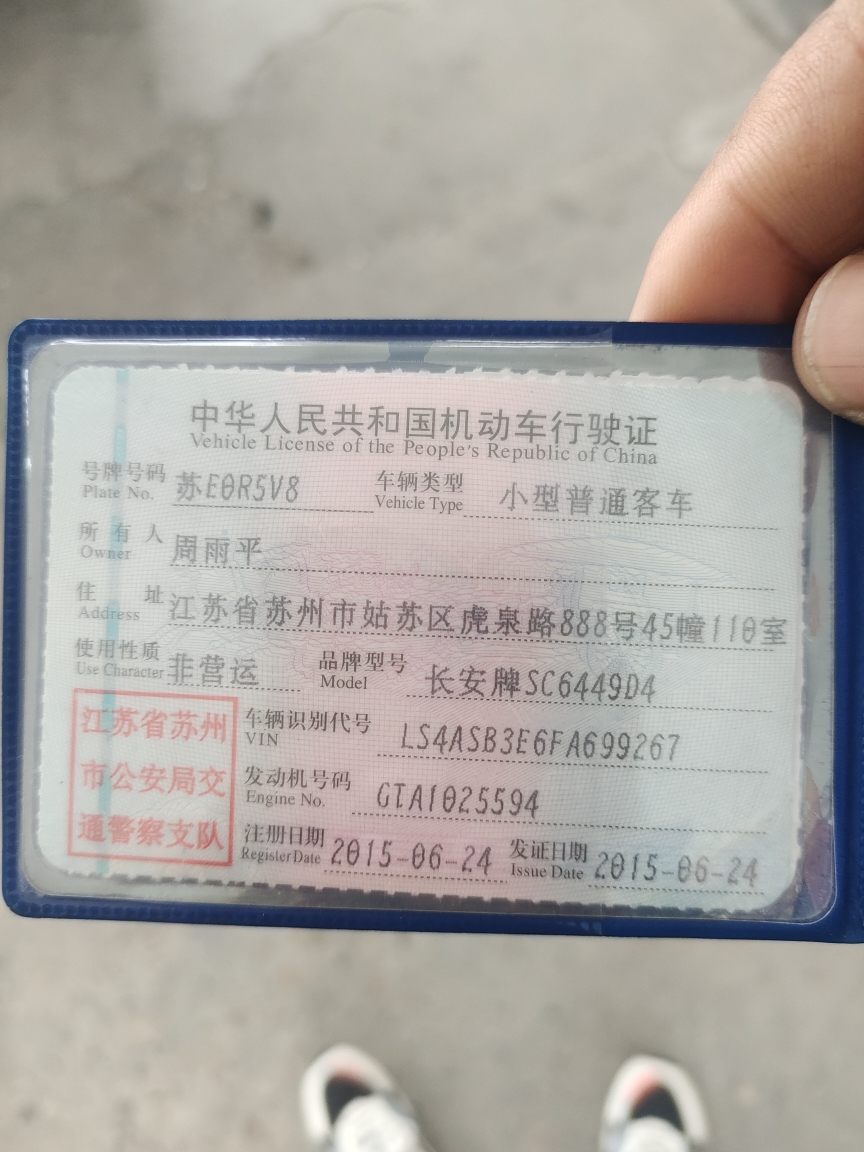 中华人民共和国机动车行驶证
Vehicle License of the People's Republic of China
号牌号码 苏E0R5V8 车辆类型 小型普通客车
Plate No. Vehicle Type
所有人 周雨平
Owner
住址 江苏省苏州市姑苏区虎泉路888号45幢110室
Address
使用性质 非营运 品牌型号 长安牌SC6449D4
Use Character Model
江苏省苏州
市公安局交
通警察支队
车辆识别代号 LS4ASB3E6FA699267
VIN
发动机号码 GTA1025594
Engine No.
注册日期 2015-06-24 发证日期 2015-06-24
Register Date Issue Date